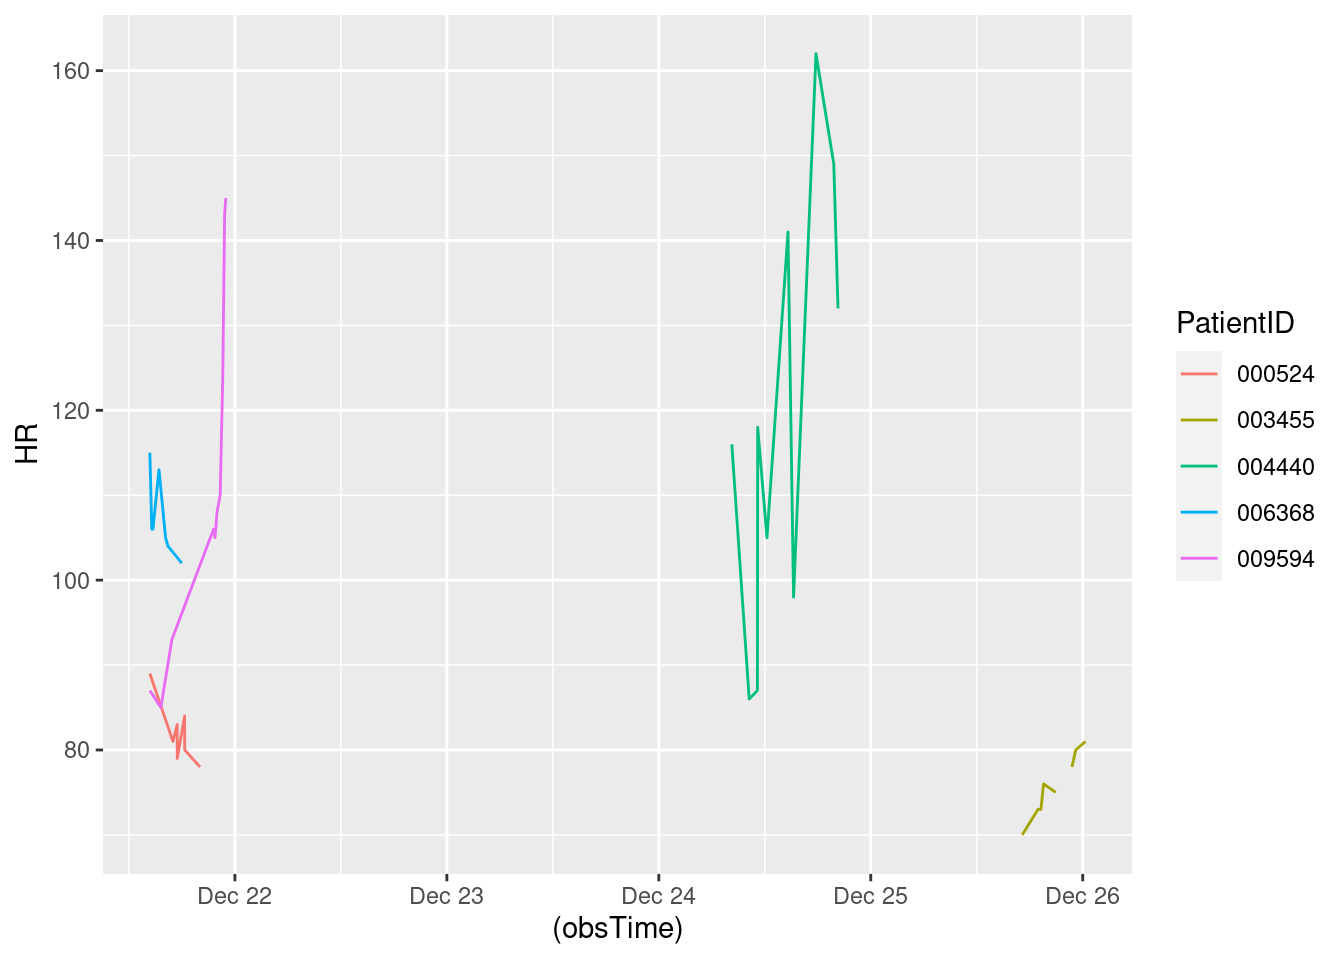 160
140
120
100
80
HR
Dec 22
Dec 23
Dec 24
Dec 25
Dec 26
(obsTime)
PatientID
000524
003455
004440
006368
009594